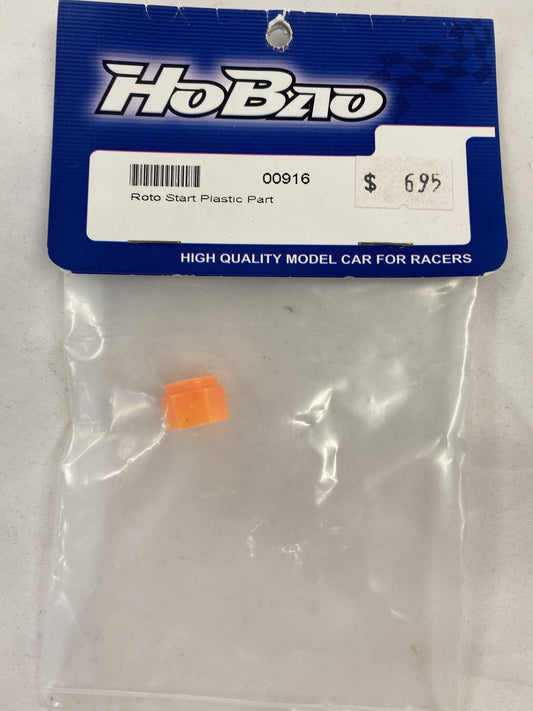 HoBao
00916
$ 695
Roto Start Plastic Part
HIGH QUALITY MODEL CAR FOR RACERS